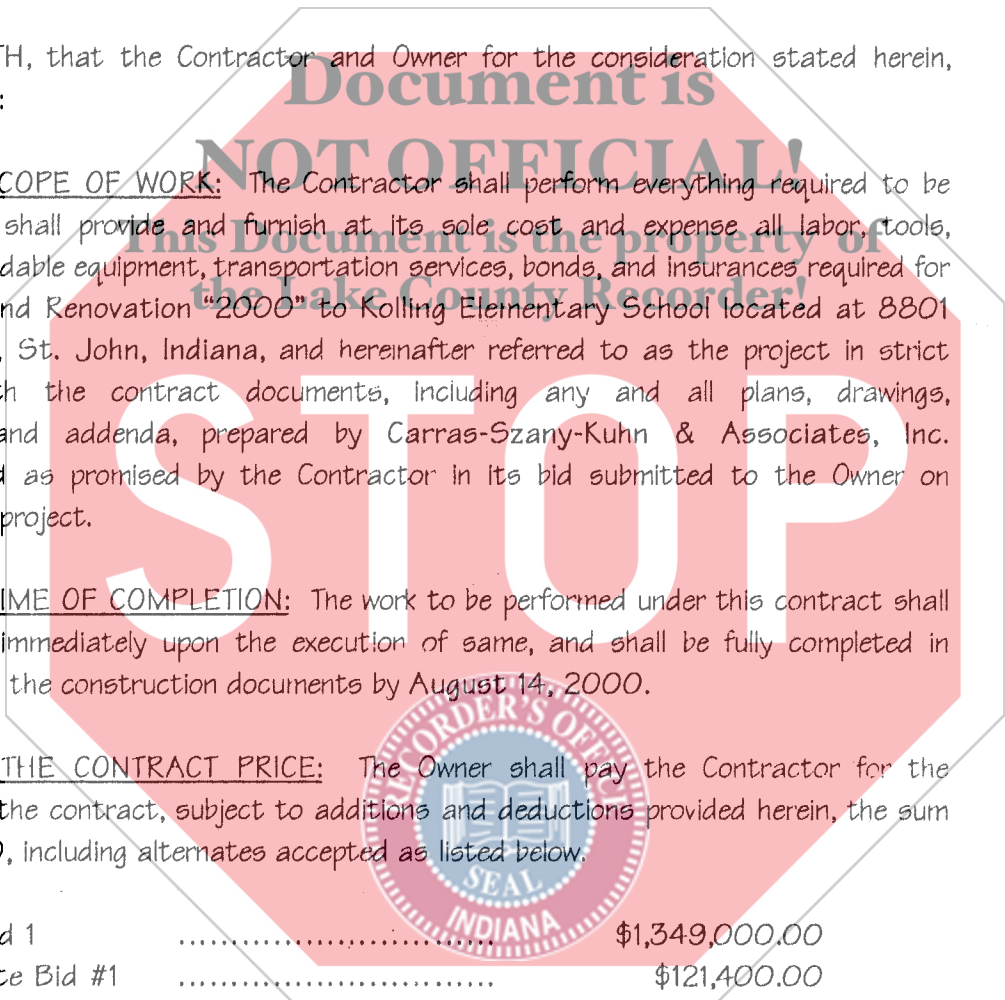 TH, that the Contractor and Owner for the consideration stated herein,
:
COPE OF WORK: The Contractor shall perform everything required to be
shall provide and furnish at its sole cost and expense all labor, tools,
dable equipment, transportation services, bonds, and insurances required for
nd Renovation "2000" to Kolling Elementary School located at 8801
, St. John, Indiana, and hereinafter referred to as the project in strict
h the contract documents, including any and all plans, drawings,
and addenda, prepared by Carras-Szany-Kuhn & Associates, Inc.
d as promised by the Contractor in its bid submitted to the Owner on
project.
IME OF COMPLETION: The work to be performed under this contract shall
immediately upon the execution of same, and shall be fully completed in
the construction documents by August 14, 2000.
THE CONTRACT PRICE: The Owner shall pay the Contractor for the
the contract, subject to additions and deductions provided herein, the sum
, including alternates accepted as listed below.
d 1 ............................. $1,349,000.00
te Bid #1 ............................. $121,400.00
Document is
NOT OFFICIAL!
This Document is the property of
the Lake County Recorder!
STOP
RECORDER'S OFFICE
SEAL
INDIANA